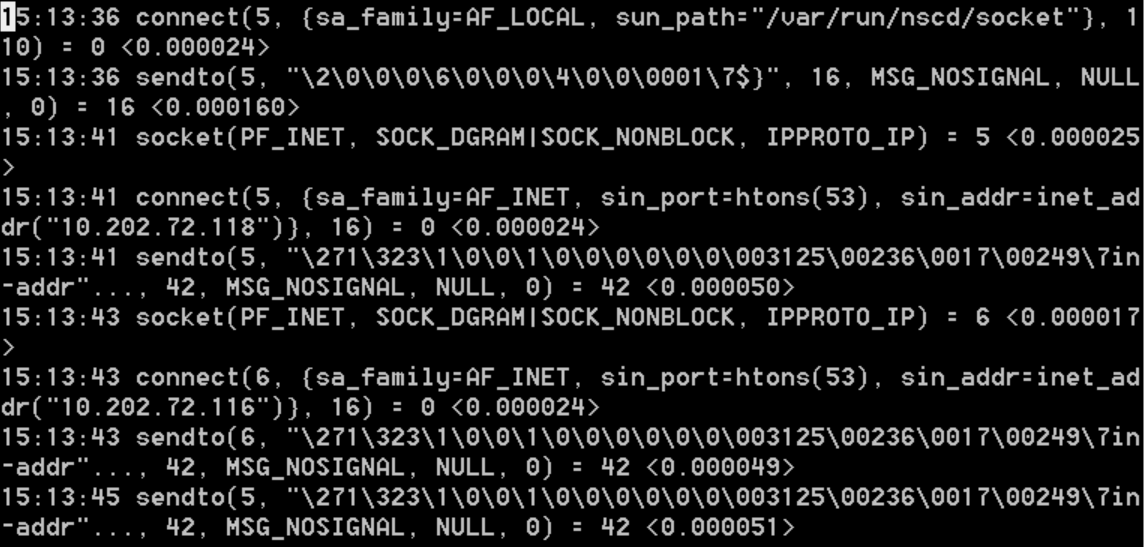 15:13:36 connect(5, {sa_family=AF_LOCAL, sun_path="/var/run/nscd/socket"}, 1
10) = 0 <0.000024>
15:13:36 sendto(5, "\2\0\0\0\6\0\0\0\4\0\0\0001\7$}", 16, MSG_NOSIGNAL, NULL
, 0) = 16 <0.000160>
15:13:41 socket(PF_INET, SOCK_DGRAM|SOCK_NONBLOCK, IPPROTO_IP) = 5 <0.000025
>
15:13:41 connect(5, {sa_family=AF_INET, sin_port=htons(53), sin_addr=inet_ad
dr("10.202.72.118")}, 16) = 0 <0.000024>
15:13:41 sendto(5, "\271\323\1\0\0\1\0\0\0\0\0\0\003125\00236\0017\00249\7in
-addr"..., 42, MSG_NOSIGNAL, NULL, 0) = 42 <0.000050>
15:13:43 socket(PF_INET, SOCK_DGRAM|SOCK_NONBLOCK, IPPROTO_IP) = 6 <0.000017
>
15:13:43 connect(6, {sa_family=AF_INET, sin_port=htons(53), sin_addr=inet_ad
dr("10.202.72.116")}, 16) = 0 <0.000024>
15:13:43 sendto(6, "\271\323\1\0\0\1\0\0\0\0\0\0\003125\00236\0017\00249\7in
-addr"..., 42, MSG_NOSIGNAL, NULL, 0) = 42 <0.000049>
15:13:45 sendto(5, "\271\323\1\0\0\1\0\0\0\0\0\0\003125\00236\0017\00249\7in
-addr"..., 42, MSG_NOSIGNAL, NULL, 0) = 42 <0.000051>